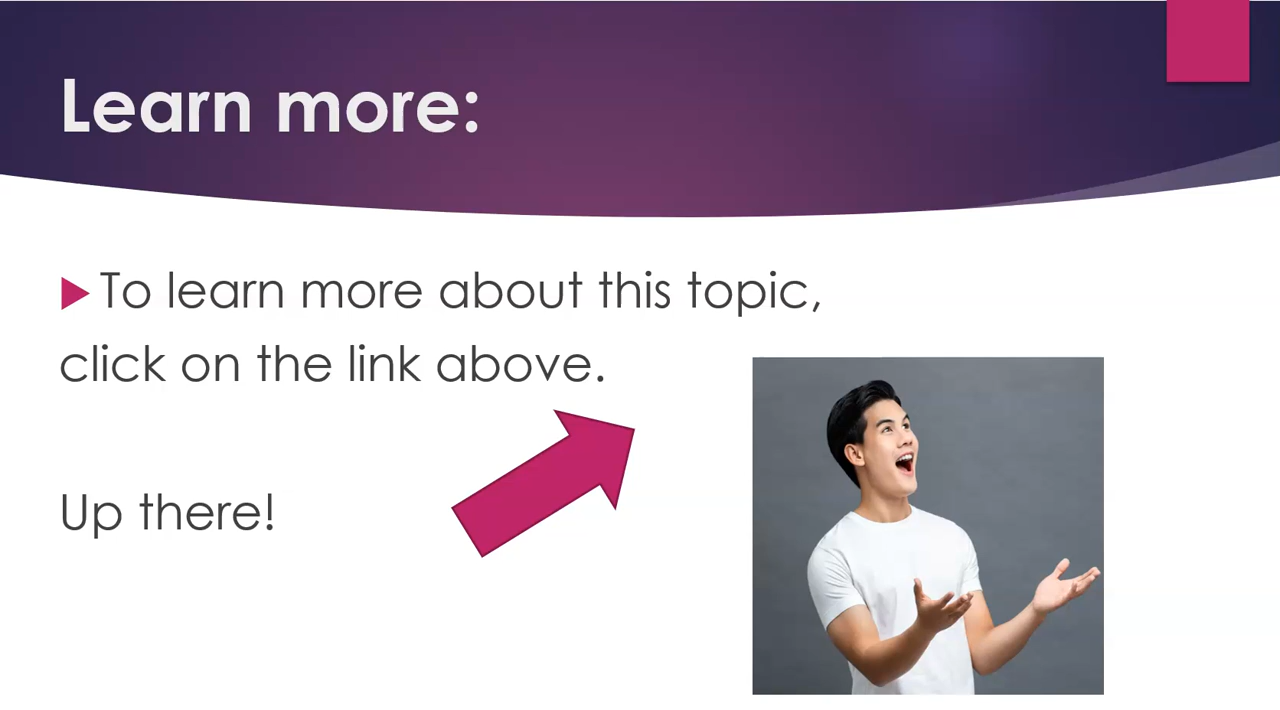 Learn more:
To learn more about this topic,
click on the link above.
Up there!